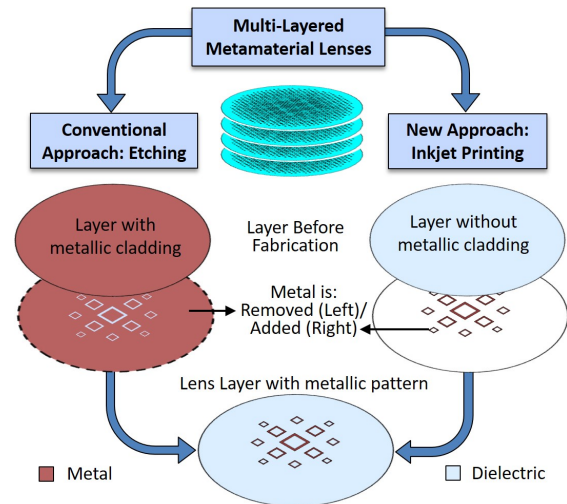 Multi-Layered
Metamaterial Lenses
Conventional
Approach: Etching
New Approach:
Inkjet Printing
Layer with
metallic cladding
Layer Before
Fabrication
Layer without
metallic cladding
Metal is:
Removed (Left)/
Added (Right)
Lens Layer with metallic pattern
Metal
Dielectric